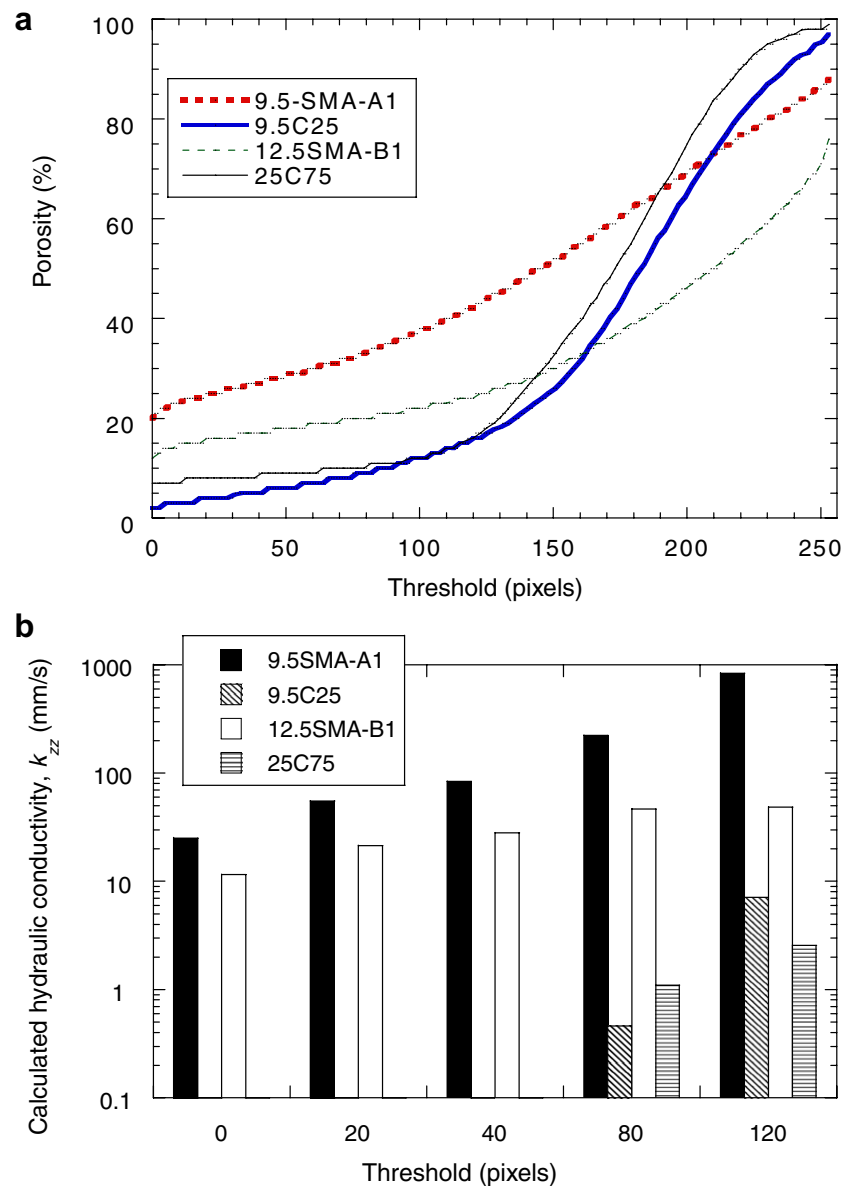 a
100
80
60
40
20
0
Porosity (%)
9.5-SMA-A1
9.5C25
12.5SMA-B1
25C75
0 50 100 150 200 250
Threshold (pixels)
b
1000
100
10
1
0.1
Calculated hydraulic conductivity, kzz (mm/s)
9.5SMA-A1
9.5C25
12.5SMA-B1
25C75
0 20 40 80 120
Threshold (pixels)